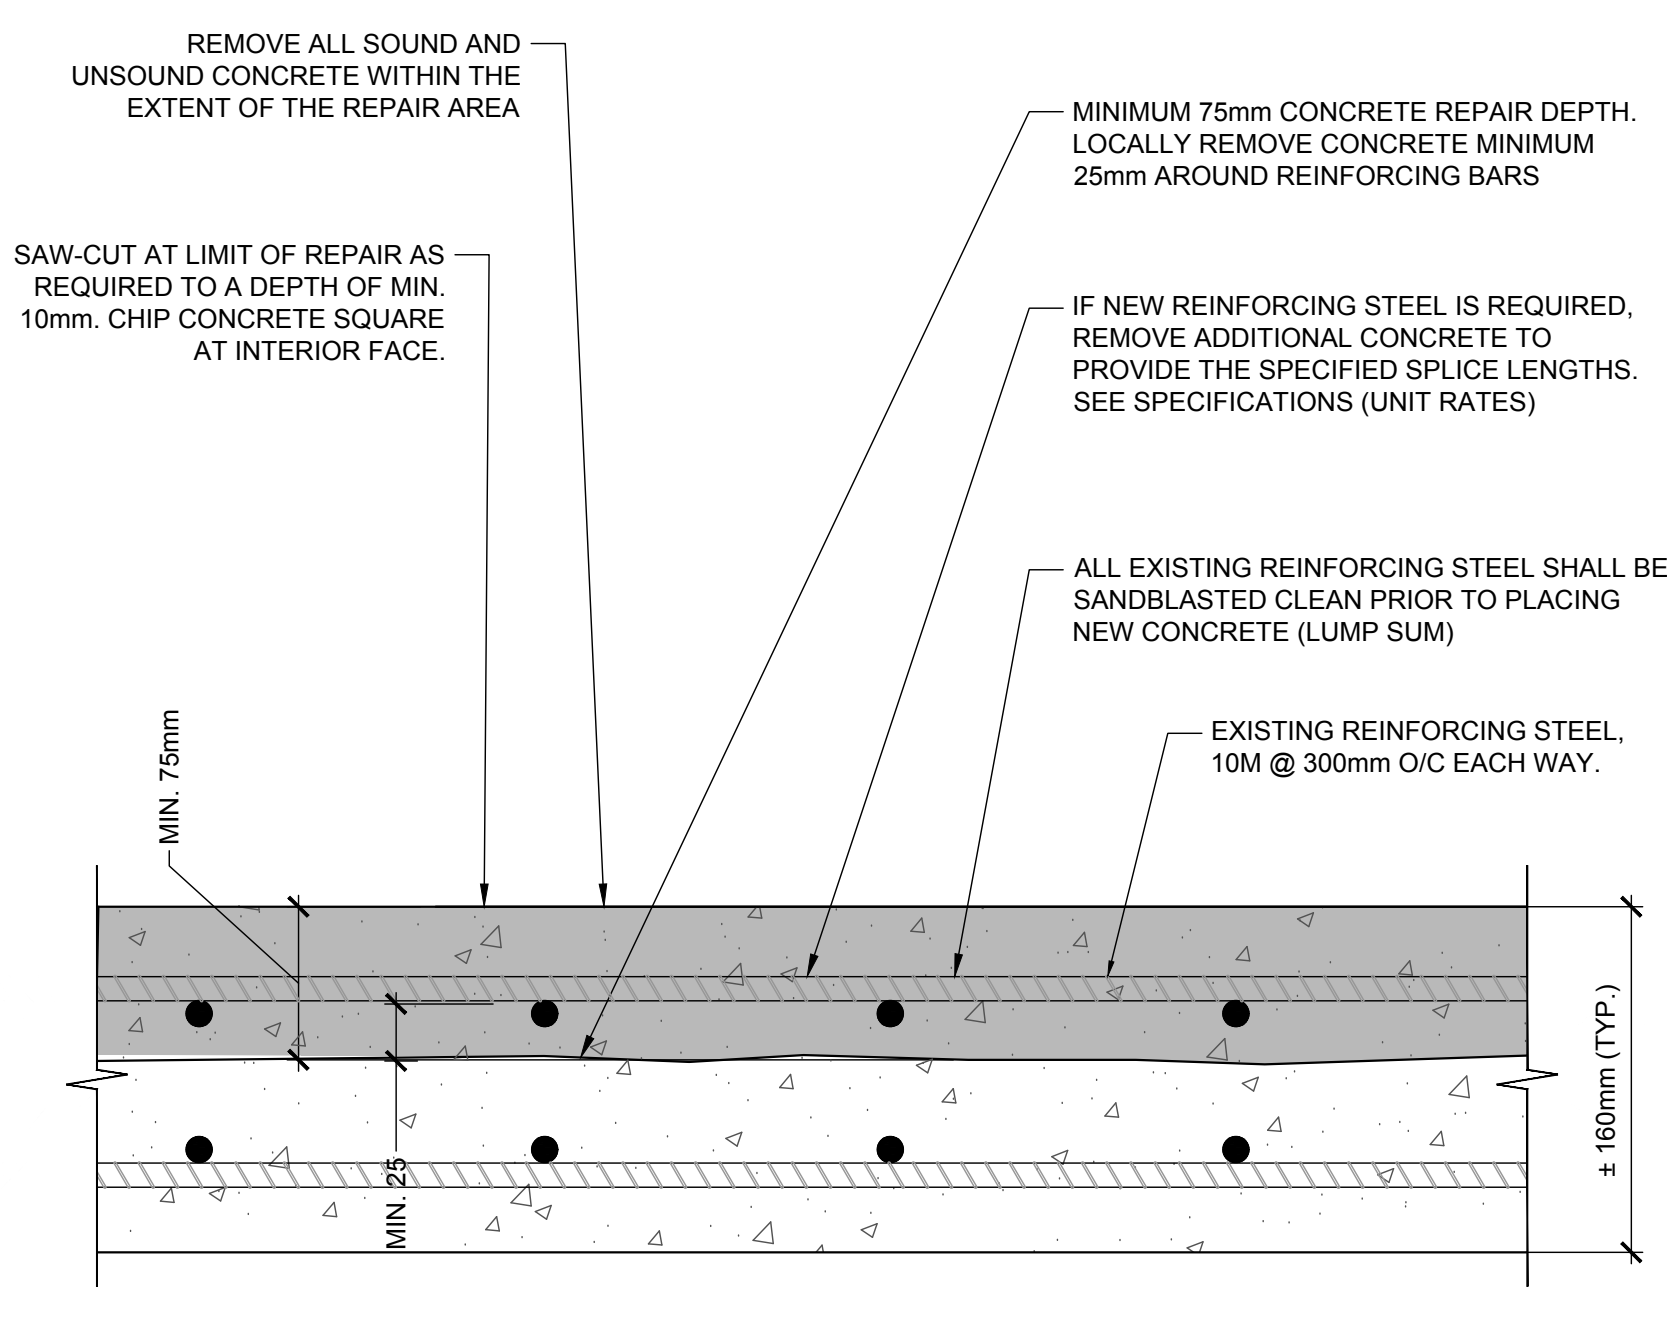 REMOVE ALL SOUND AND
UNSOUND CONCRETE WITHIN THE
EXTENT OF THE REPAIR AREA
MINIMUM 75mm CONCRETE REPAIR DEPTH.
LOCALLY REMOVE CONCRETE MINIMUM
25mm AROUND REINFORCING BARS
SAW-CUT AT LIMIT OF REPAIR AS
REQUIRED TO A DEPTH OF MIN.
10mm. CHIP CONCRETE SQUARE
AT INTERIOR FACE.
IF NEW REINFORCING STEEL IS REQUIRED,
REMOVE ADDITIONAL CONCRETE TO
PROVIDE THE SPECIFIED SPLICE LENGTHS.
SEE SPECIFICATIONS (UNIT RATES)
ALL EXISTING REINFORCING STEEL SHALL BE
SANDBLASTED CLEAN PRIOR TO PLACING
NEW CONCRETE (LUMP SUM)
EXISTING REINFORCING STEEL,
10M @ 300mm O/C EACH WAY.
MIN. 75mm
MIN. 25
± 160mm (TYP.)